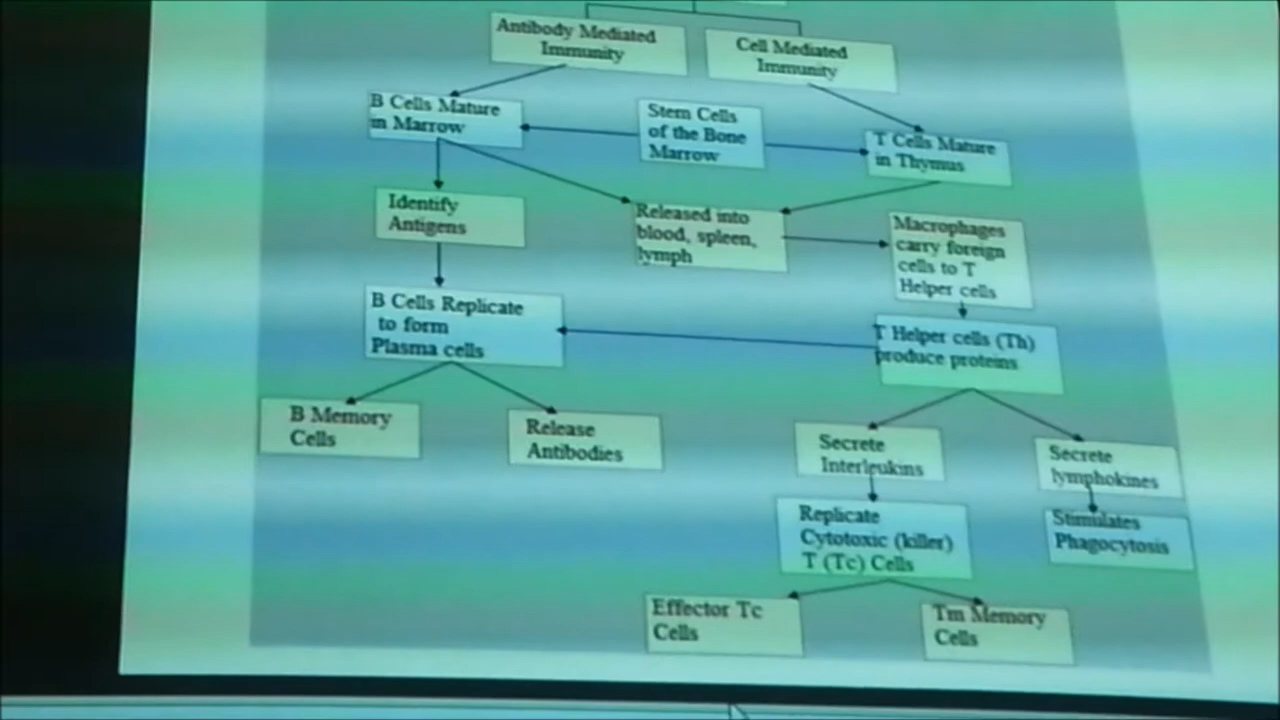 Antibody Mediated
Immunity
Cell Mediated
Immunity
B Cells Mature
in Marrow
Stem Cells
of the Bone
Marrow
T Cells Mature
in Thymus
Identify
Antigens
Released into
blood, spleen,
lymph
Macrophages
carry foreign
cells to T
Helper cells
B Cells Replicate
to form
Plasma cells
T Helper cells (Th)
produce proteins
B Memory
Cells
Release
Antibodies
Secrete
Interleukins
Secrete
lymphokines
Replicate
Cytotoxic (killer)
T (Tc) Cells
Stimulates
Phagocytosis
Effector Tc
Cells
Tm Memory
Cells